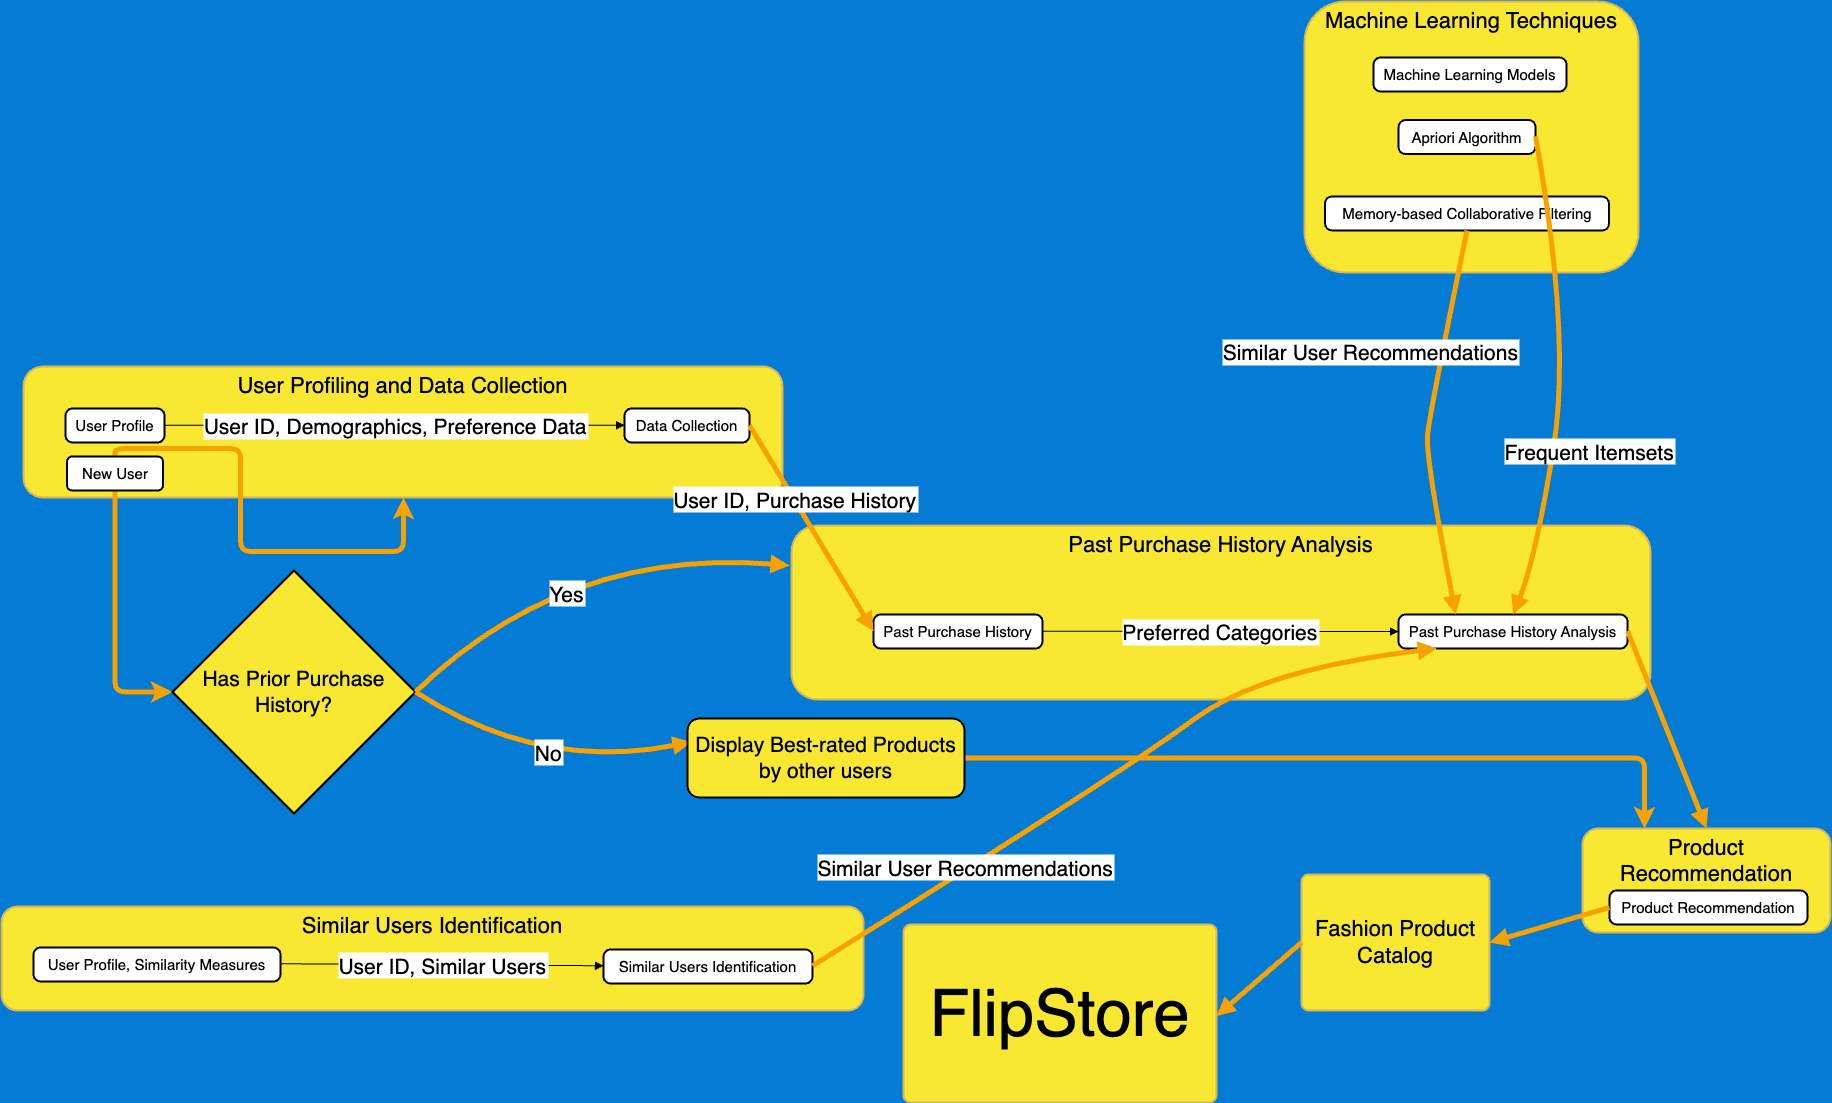 Machine Learning Techniques
Machine Learning Models
Apriori Algorithm
Memory-based Collaborative Filtering
Similar User Recommendations
Frequent Itemsets
User Profiling and Data Collection
User Profile
User ID, Demographics, Preference Data
Data Collection
New User
User ID, Purchase History
Past Purchase History Analysis
Past Purchase History
Preferred Categories
Past Purchase History Analysis
Yes
Has Prior Purchase
History?
No
Display Best-rated Products
by other users
Similar User Recommendations
Product
Recommendation
Product Recommendation
Fashion Product
Catalog
Similar Users Identification
User Profile, Similarity Measures
User ID, Similar Users
Similar Users Identification
FlipStore